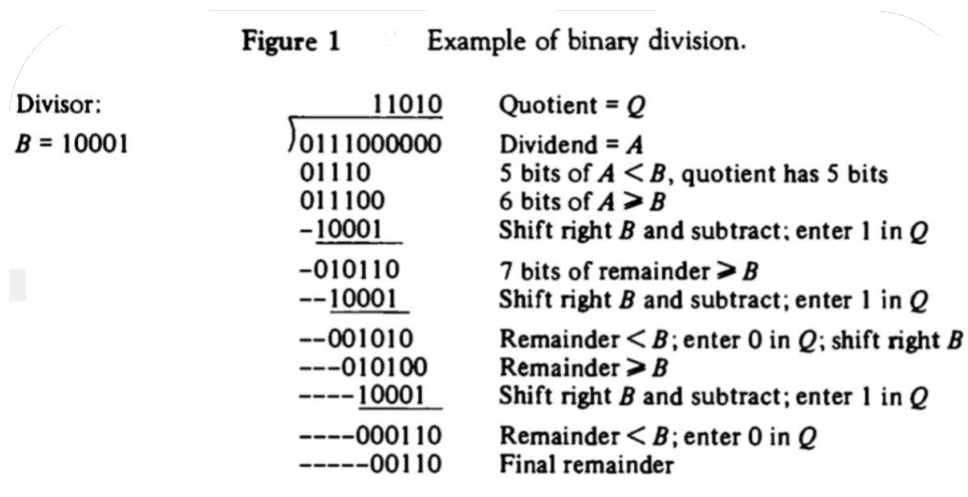 Figure 1 Example of binary division.
Divisor: 11010 Quotient = Q
B = 10001 0111000000 Dividend = A
01110 5 bits of A < B, quotient has 5 bits
011100 6 bits of A ⩾ B
-10001 Shift right B and subtract; enter 1 in Q
-010110 7 bits of remainder ⩾ B
--10001 Shift right B and subtract; enter 1 in Q
--001010 Remainder < B; enter 0 in Q; shift right B
---010100 Remainder ⩾ B
----10001 Shift right B and subtract; enter 1 in Q
----000110 Remainder < B; enter 0 in Q
-----00110 Final remainder